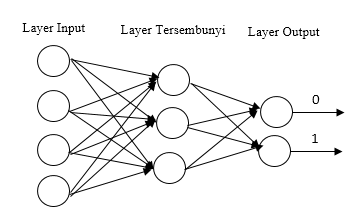 Layer Input
Layer Tersembunyi
Layer Output
0
1